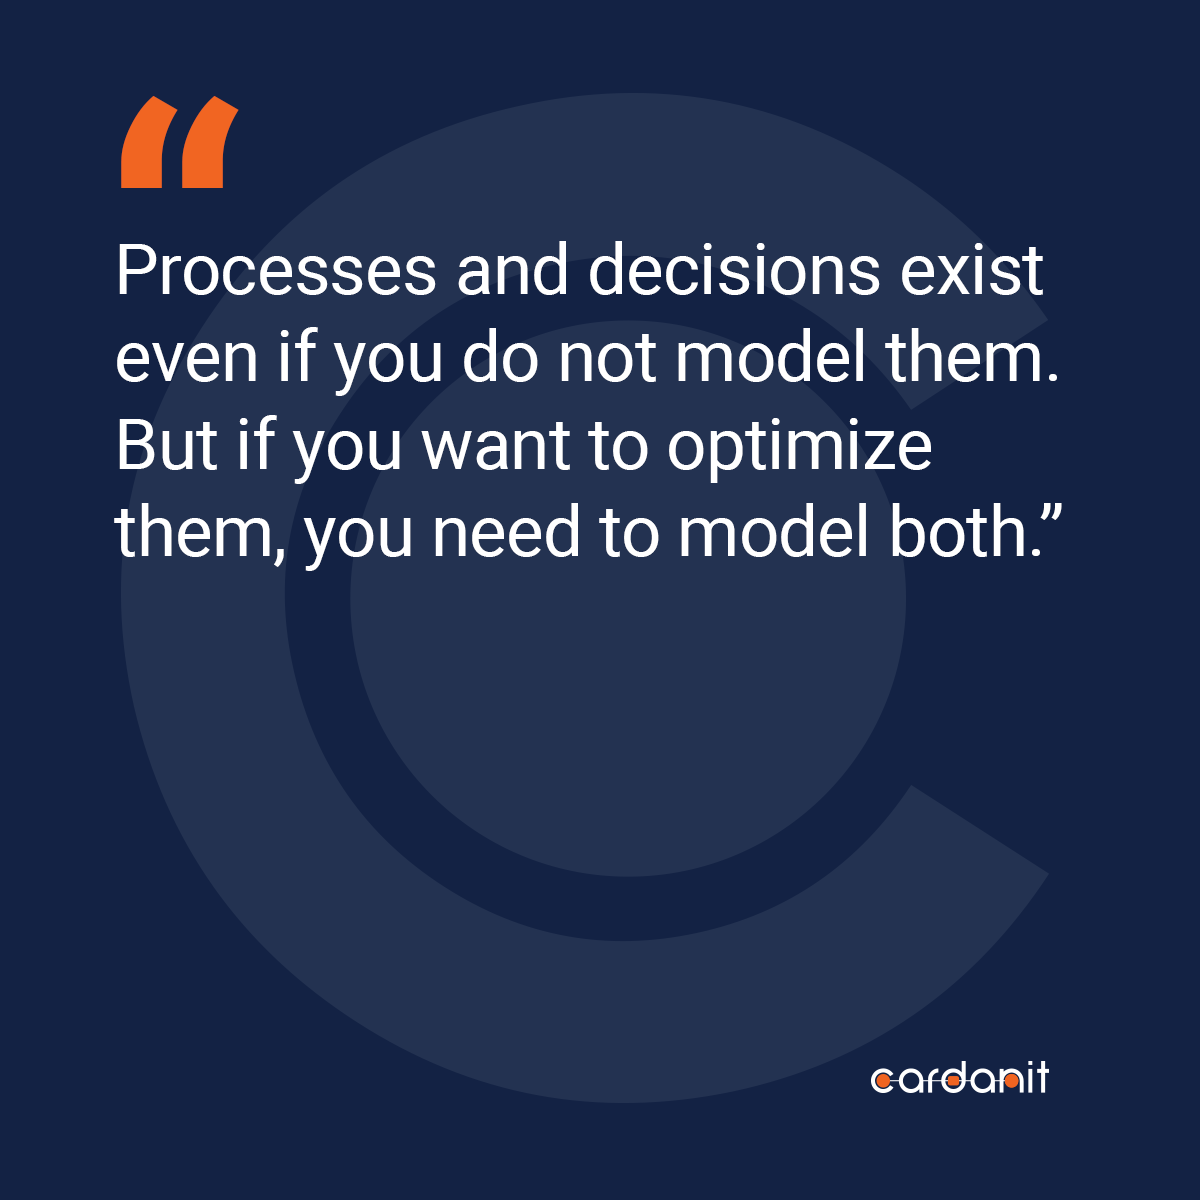 “
Processes and decisions exist
even if you do not model them.
But if you want to optimize
them, you need to model both.”
cardanit